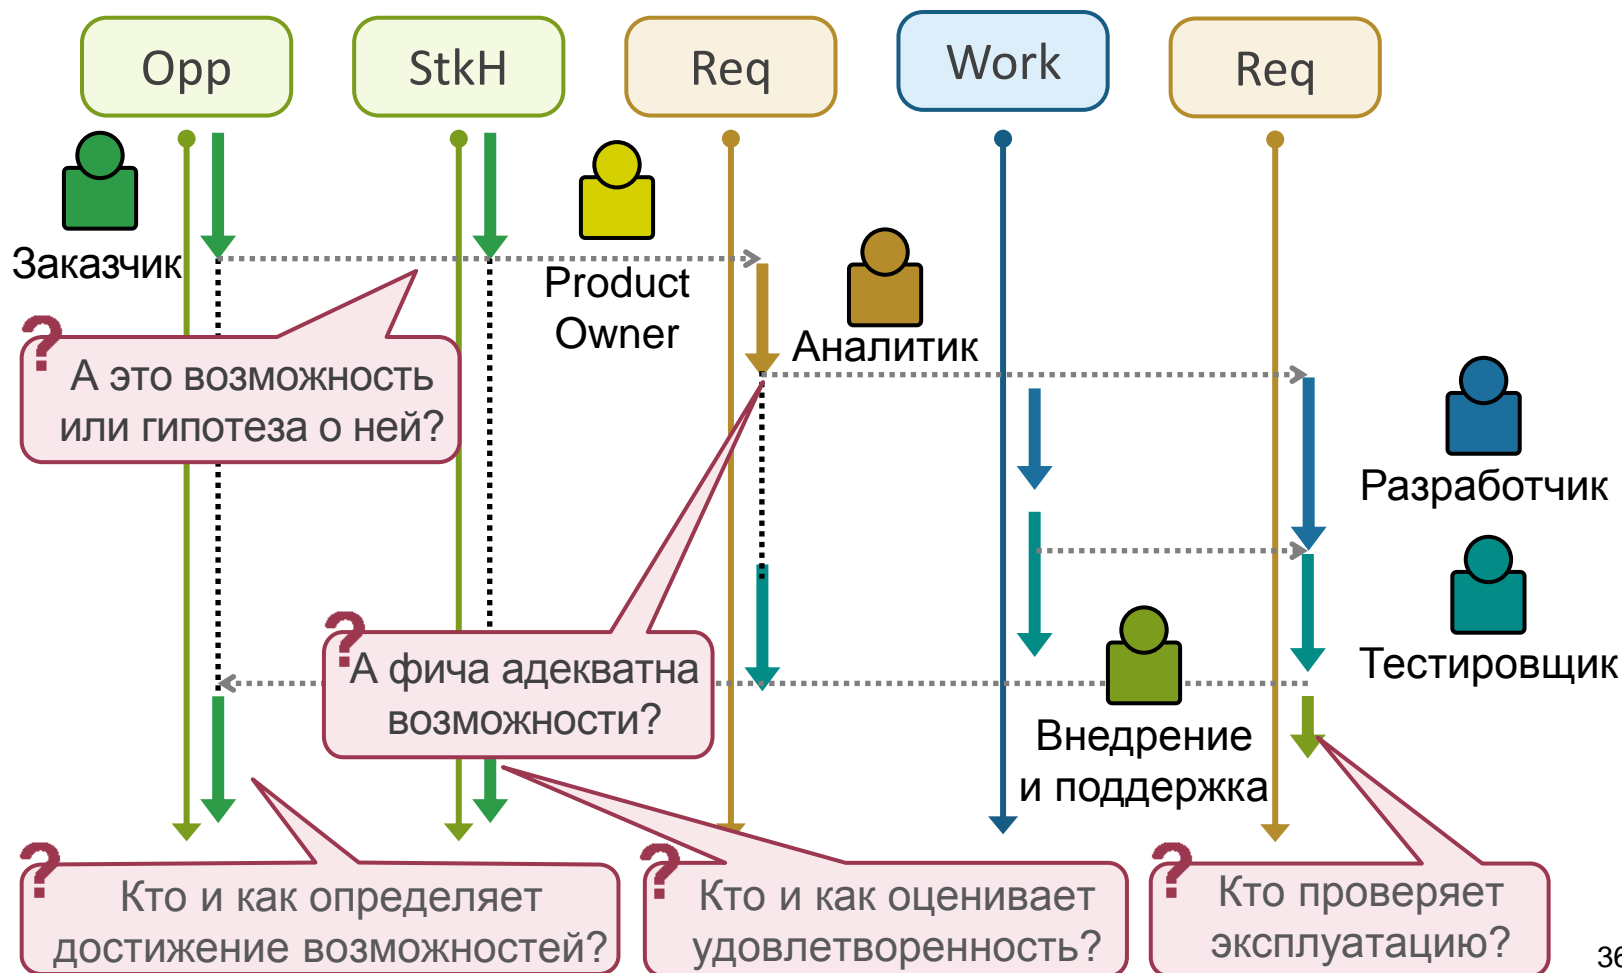 Opp
StkH
Req
Work
Req
Заказчик
Product
Owner
Аналитик
?
А это возможность
или гипотеза о ней?
Разработчик
?
А фича адекватна
возможности?
Тестировщик
Внедрение
и поддержка
?
Кто и как определяет
достижение возможностей?
?
Кто и как оценивает
удовлетворенность?
?
Кто проверяет
эксплуатацию?
36